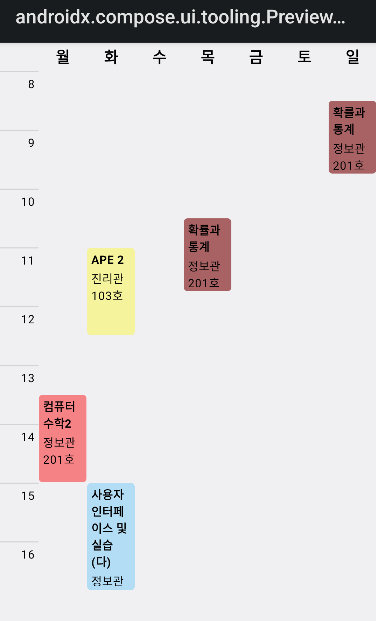 androidx.compose.ui.tooling.Preview…
월 화 수 목 금 토 일
8
확률과
통계
정보관
201호
9
10
확률과
통계
정보관
201호
11
APE 2
진리관
103호
12
13
컴퓨터
수학2
정보관
201호
14
15
사용자
인터페
이스 및
실습
(다)
정보관
16